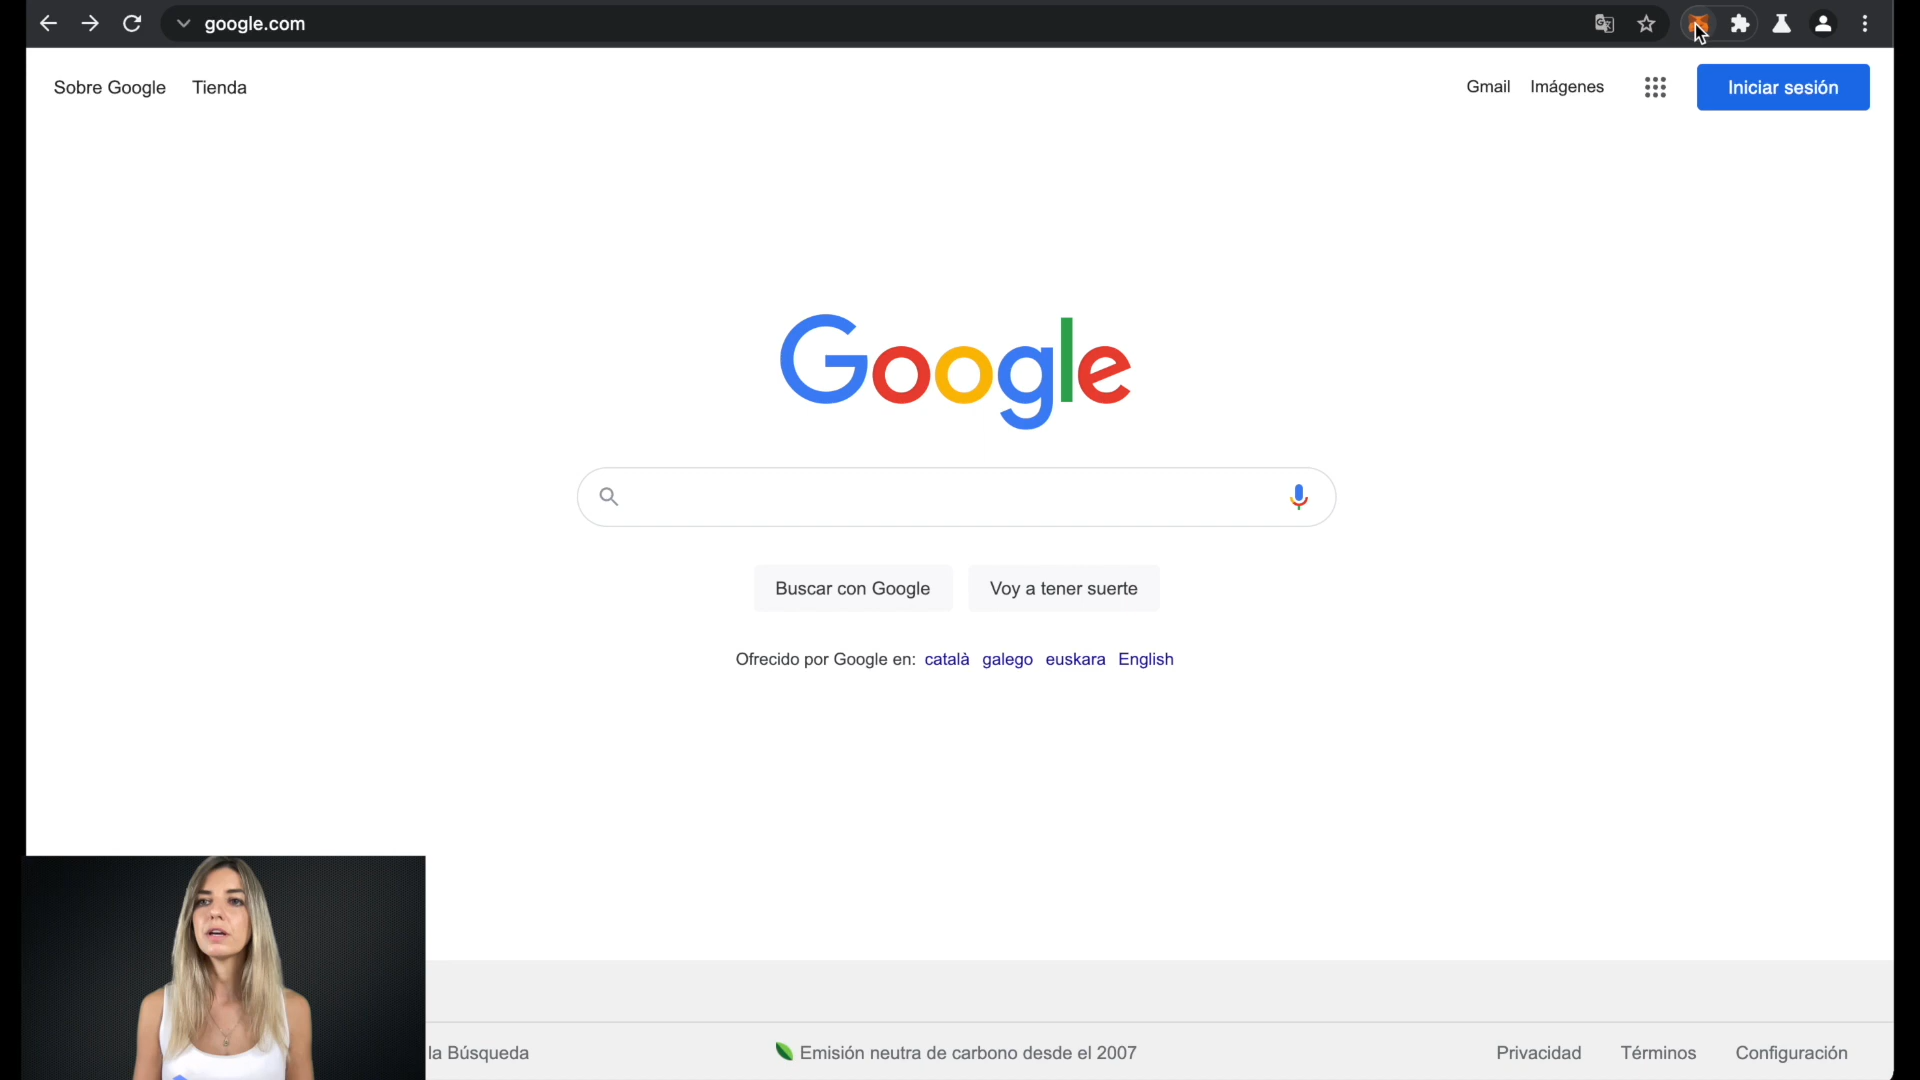 google.com
Sobre Google Tienda
Gmail Imágenes
Iniciar sesión
Google
Buscar con Google Voy a tener suerte
Ofrecido por Google en: català galego euskara English
la Búsqueda
Emisión neutra de carbono desde el 2007
Privacidad Términos Configuración